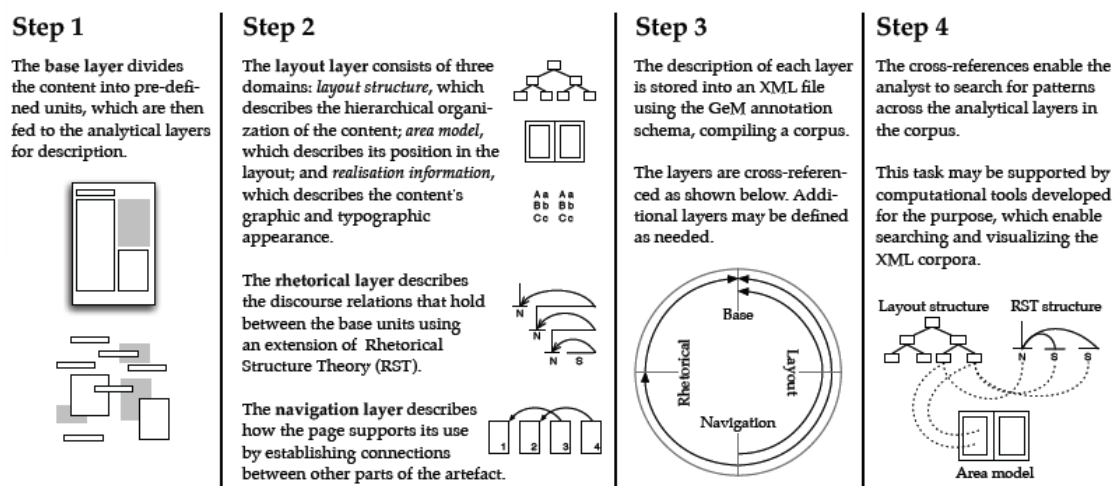 Step 1
The base layer divides
the content into pre-defi-
ned units, which are then
fed to the analytical layers
for description.
Step 2
The layout layer consists of three
domains: layout structure, which
describes the hierarchical organi-
zation of the content; area model,
which describes its position in the
layout; and realisation information,
which describes the content's
graphic and typographic
appearance.
Aa Aa
Bb Bb
Cc Cc
The rhetorical layer describes
the discourse relations that hold
between the base units using
an extension of Rhetorical
Structure Theory (RST).
N
N
N S
The navigation layer describes
how the page supports its use
by establishing connections
between other parts of the artefact.
1 2 3 4
Step 3
The description of each layer
is stored into an XML file
using the GeM annotation
schema, compiling a corpus.
The layers are cross-referen-
ced as shown below. Addi-
tional layers may be defined
as needed.
Base
Rhetorical
Layout
Navigation
Step 4
The cross-references enable the
analyst to search for patterns
across the analytical layers in
the corpus.
This task may be supported by
computational tools developed
for the purpose, which enable
searching and visualizing the
XML corpora.
Layout structure RST structure
N S S
Area model